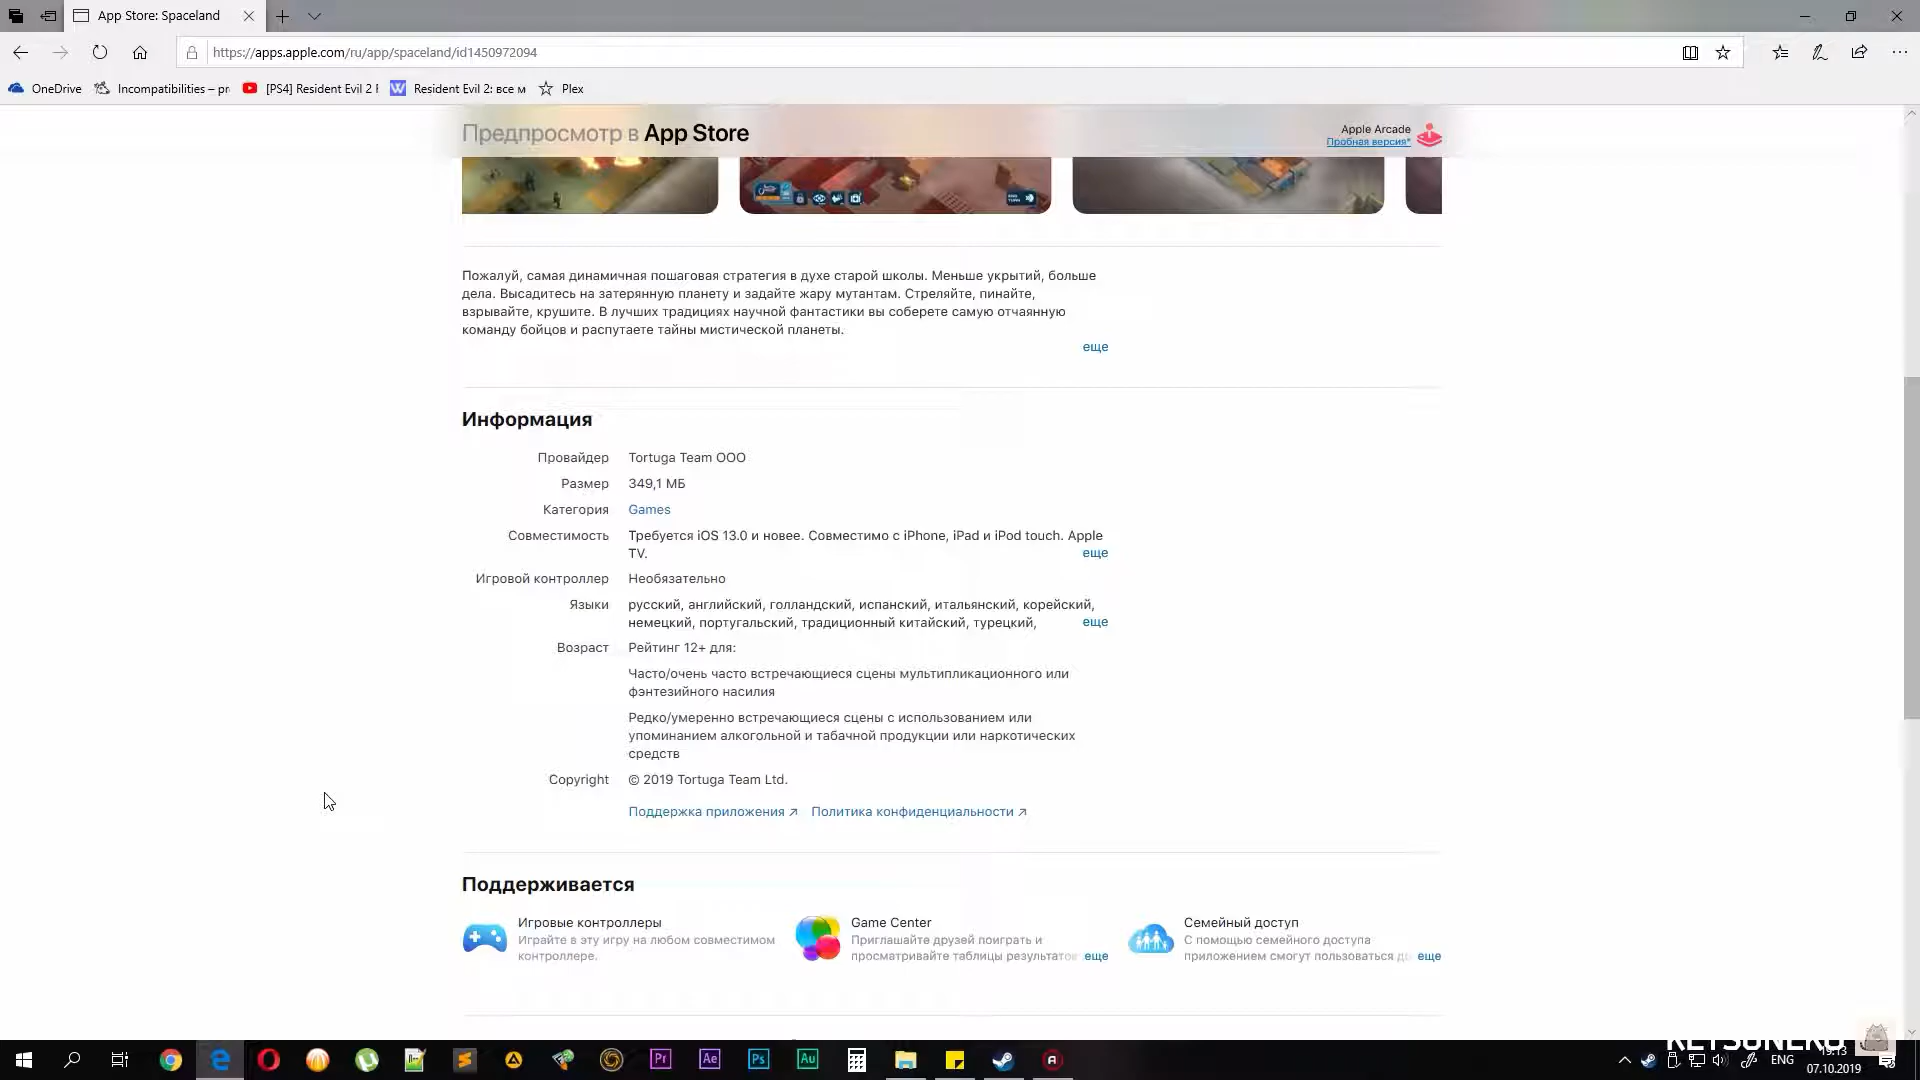 App Store: Spaceland
https://apps.apple.com/ru/app/spaceland/id1450972094
OneDrive
Incompatibilities – pr
[PS4] Resident Evil 2 F
Resident Evil 2: все м
Plex
Предпросмотр в App Store
Apple Arcade
Пробная версия*
Пожалуй, самая динамичная пошаговая стратегия в духе старой школы. Меньше укрытий, больше
дела. Высадитесь на затерянную планету и задайте жару мутантам. Стреляйте, пинайте,
взрывайте, крушите. В лучших традициях научной фантастики вы соберете самую отчаянную
команду бойцов и распутаете тайны мистической планеты.
еще
Информация
Провайдер Tortuga Team OOO
Размер 349,1 МБ
Категория Games
Совместимость Требуется iOS 13.0 и новее. Совместимо с iPhone, iPad и iPod touch. Apple
TV. еще
Игровой контроллер Необязательно
Языки русский, английский, голландский, испанский, итальянский, корейский,
немецкий, португальский, традиционный китайский, турецкий, еще
Возраст Рейтинг 12+ для:
Часто/очень часто встречающиеся сцены мультипликационного или
фэнтезийного насилия
Редко/умеренно встречающиеся сцены с использованием или
упоминанием алкогольной и табачной продукции или наркотических
средств
Copyright © 2019 Tortuga Team Ltd.
Поддержка приложения ↗ Политика конфиденциальности ↗
Поддерживается
Игровые контроллеры
Играйте в эту игру на любом совместимом
контроллере.
Game Center
Приглашайте друзей поиграть и
просматривайте таблицы результатов еще
Семейный доступ
С помощью семейного доступа
приложением смогут пользоваться до еще
Pr
Ae
Ps
Au
KETSUNEKO
ENG
19:13
07.10.2019